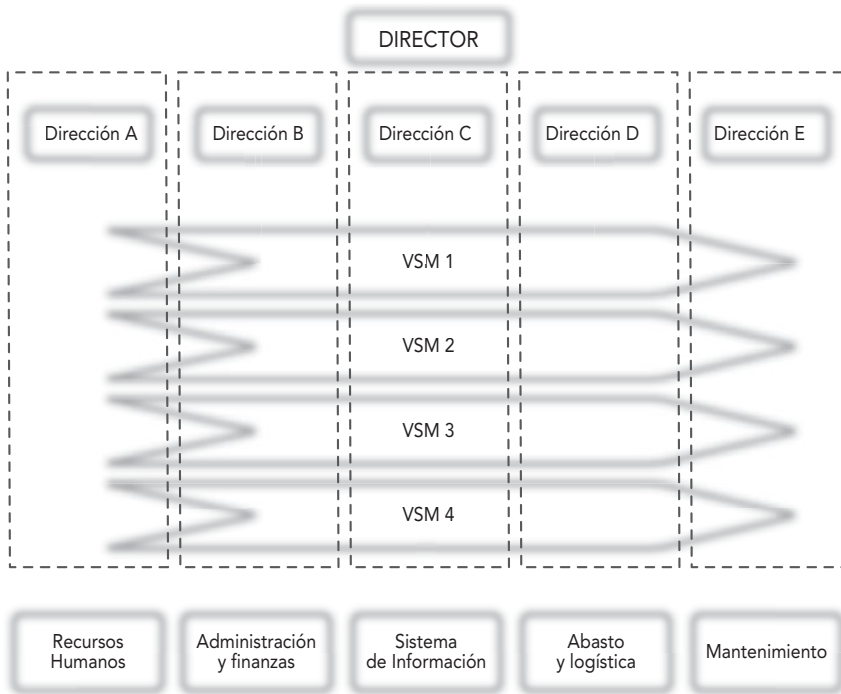 DIRECTOR
Dirección A
Dirección B
Dirección C
Dirección D
Dirección E
VSM 1
VSM 2
VSM 3
VSM 4
Recursos
Humanos
Administración
y finanzas
Sistema
de Información
Abasto
y logística
Mantenimiento